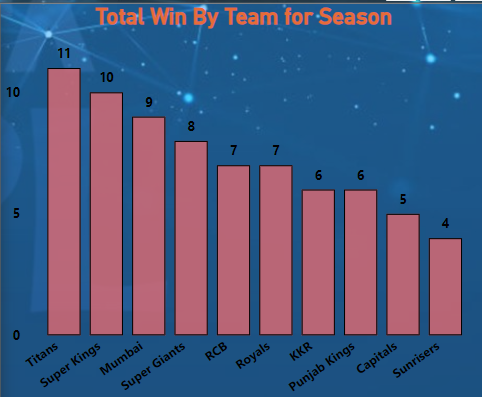 Total Win By Team for Season
11
10
9
8
7
7
6
6
5
4
10
5
0
Titans
Super Kings
Mumbai
Super Giants
RCB
Royals
KKR
Punjab Kings
Capitals
Sunrisers